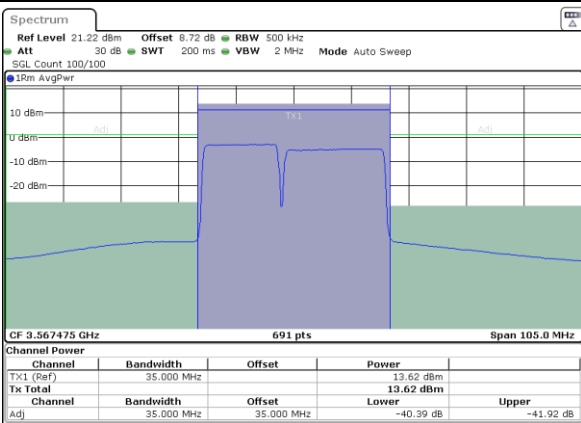 Spectrum
Ref Level 21.22 dBm Offset 8.72 dB RBW 500 kHz
Att 30 dB SWT 200 ms VBW 2 MHz Mode Auto Sweep
SGL Count 100/100
1Rm AvgPwr
10 dBm
TX1
Adj Adj
0 dBm
-10 dBm
-20 dBm
CF 3.567475 GHz 691 pts Span 105.0 MHz
Channel Power
Channel Bandwidth Offset Power
TX1 (Ref) 35.000 MHz 13.62 dBm
Tx Total 13.62 dBm
Channel Bandwidth Offset Lower Upper
Adj 35.000 MHz 35.000 MHz -40.39 dB -41.92 dB